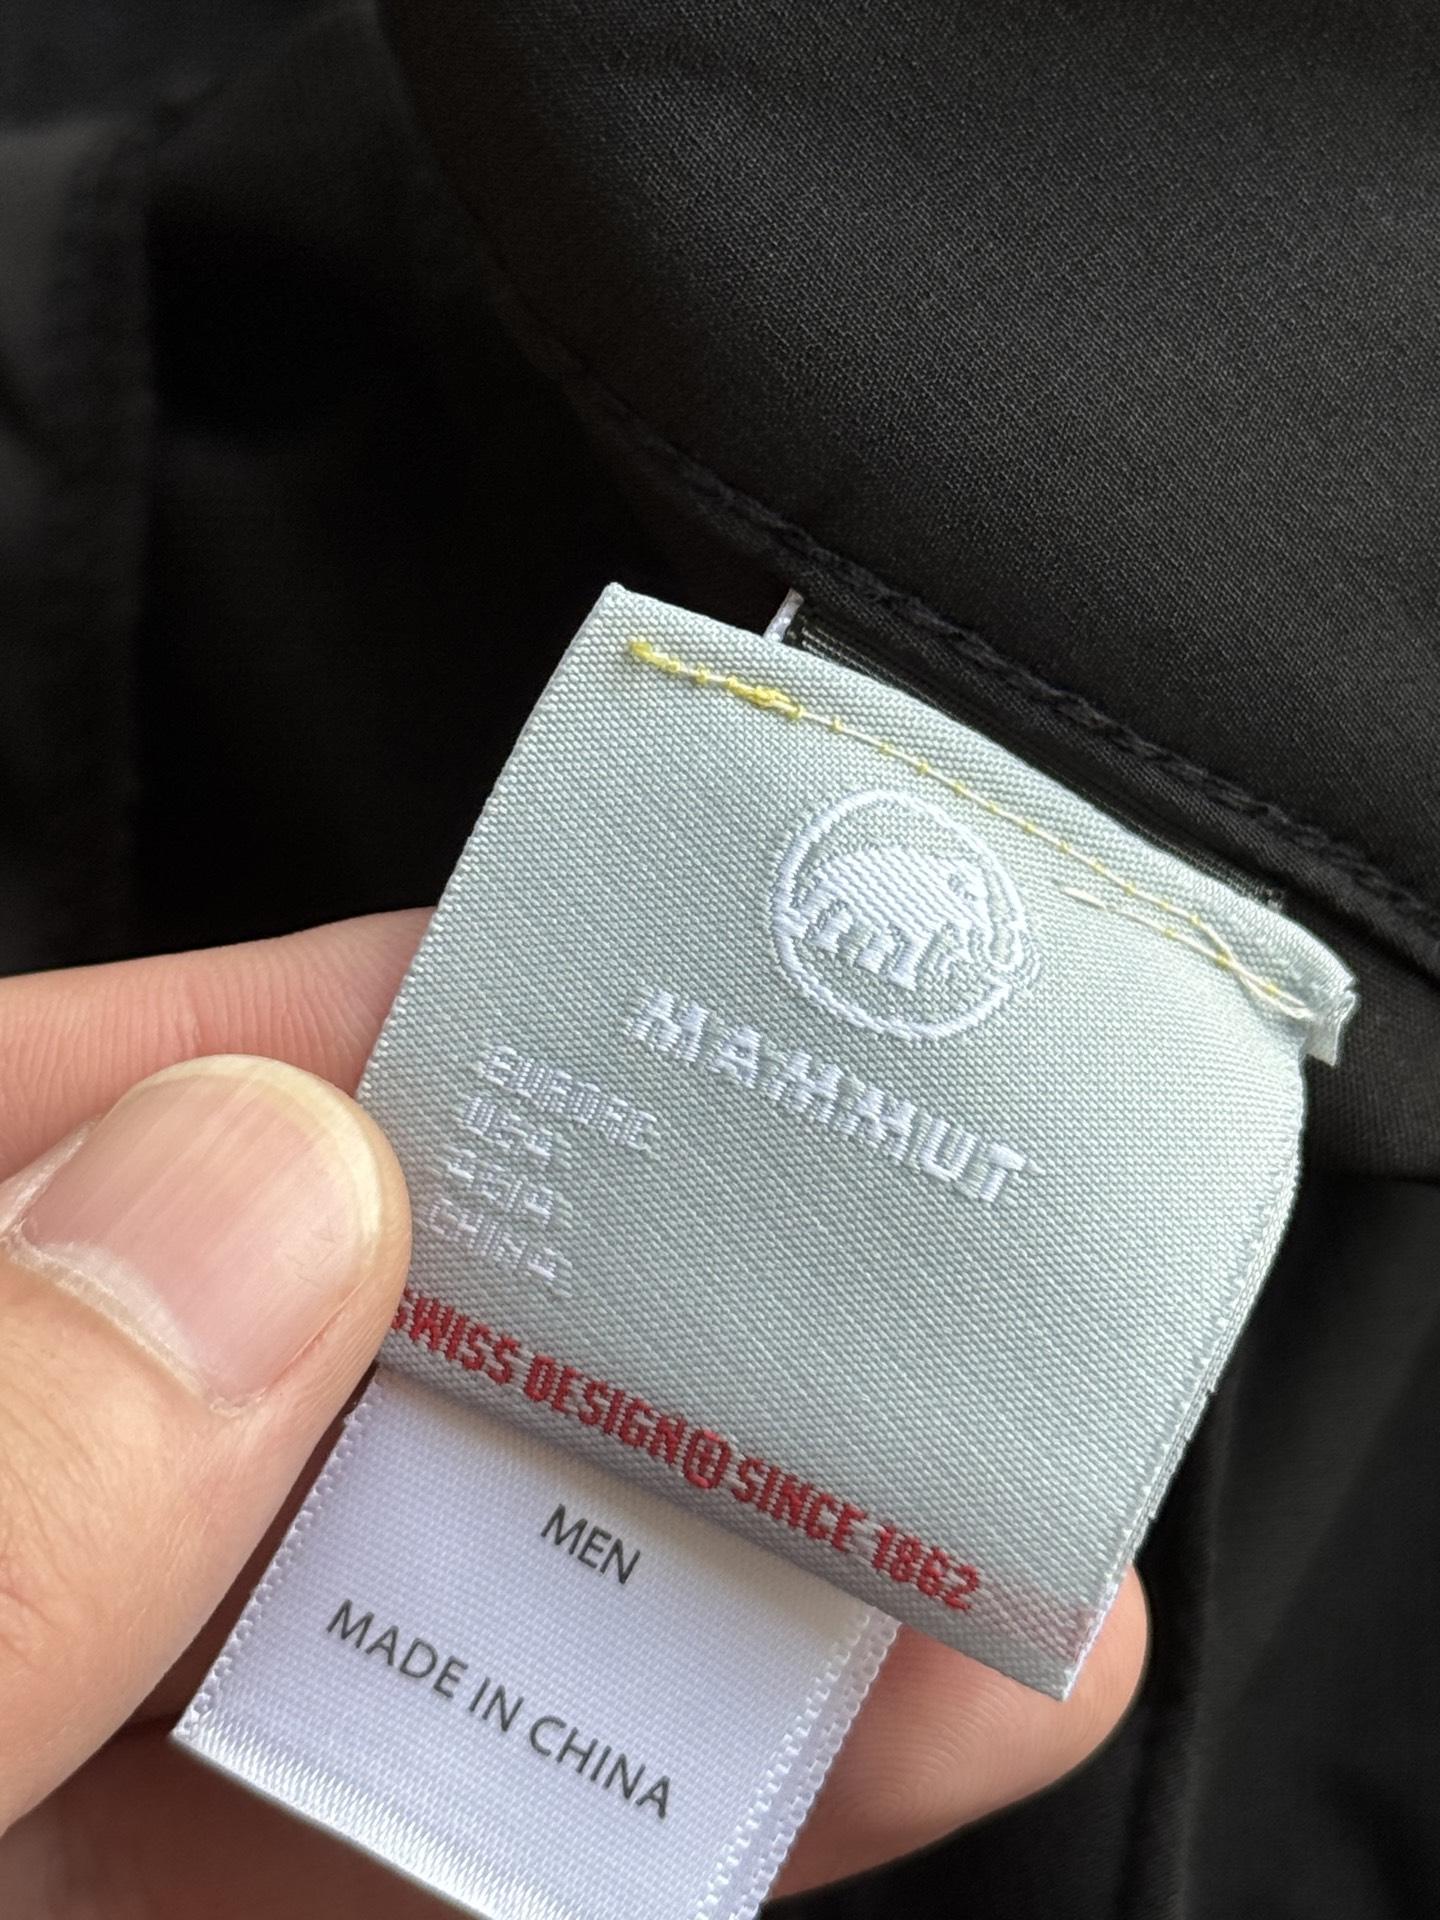 MAMMUT
EUROPE
USA
ASIA
CHINA
SWISS DESIGN® SINCE 1862
MEN
MADE IN CHINA